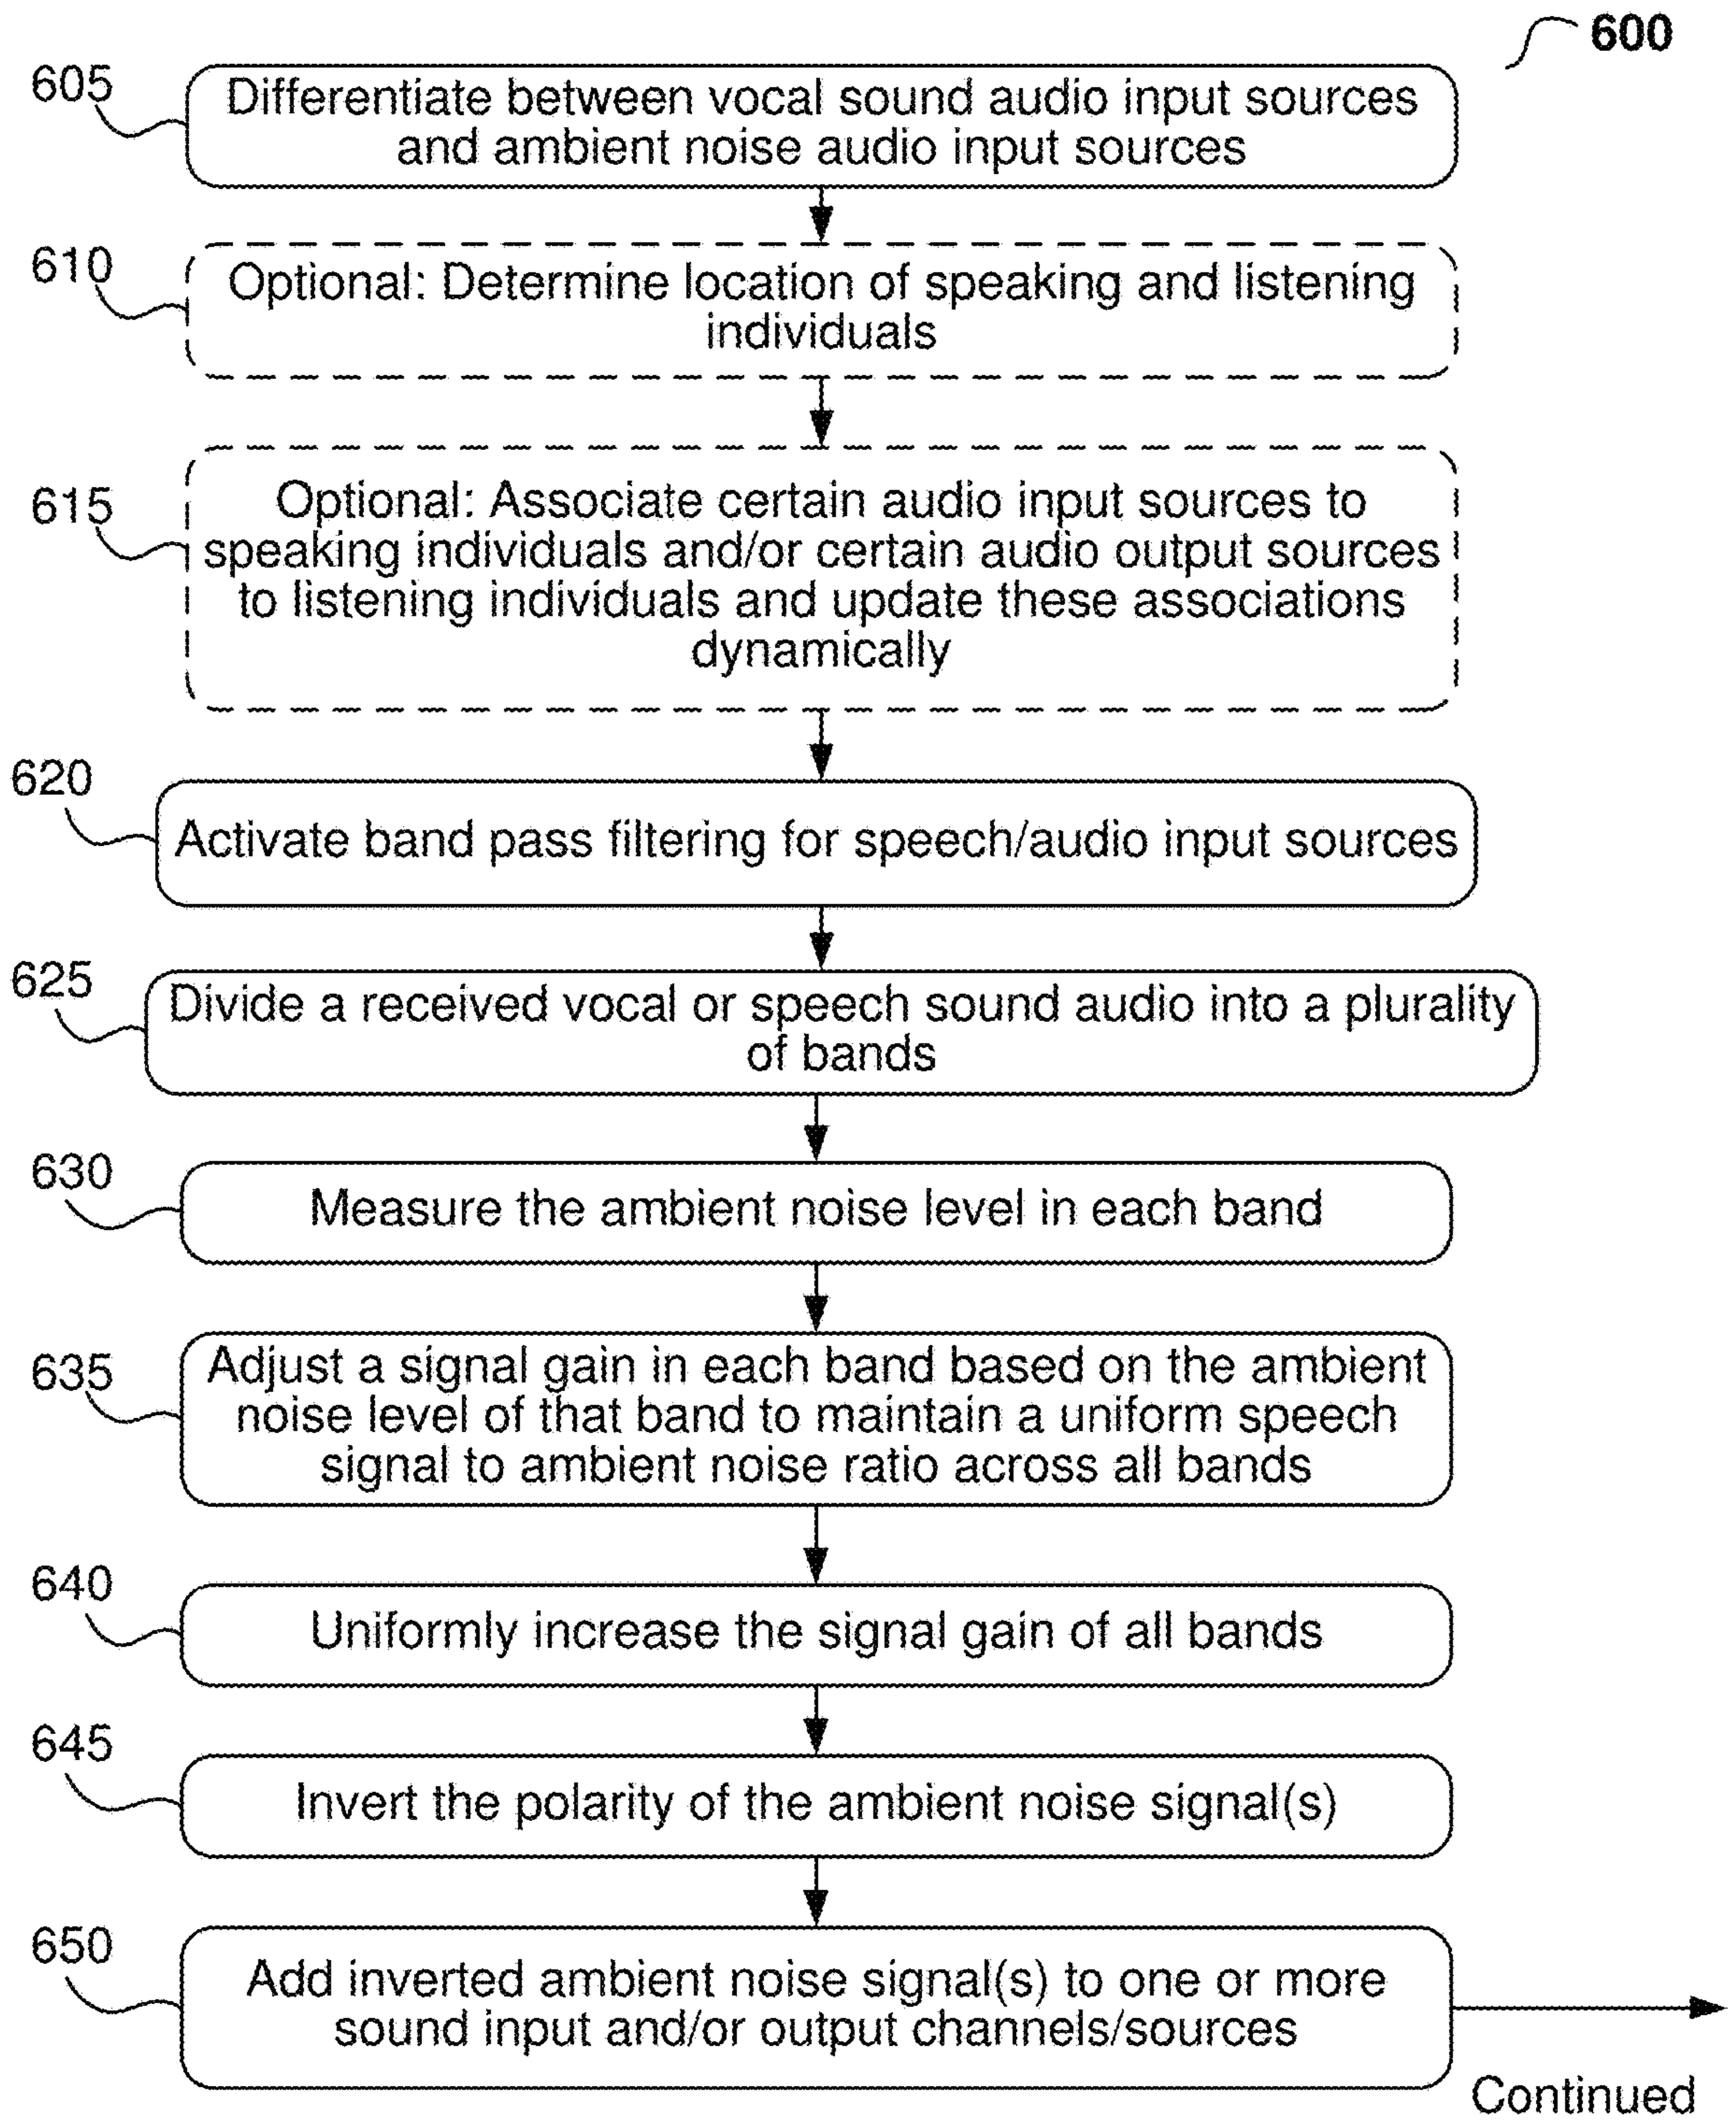 600
605
Differentiate between vocal sound audio input sources
and ambient noise audio input sources
610
Optional: Determine location of speaking and listening
individuals
615
Optional: Associate certain audio input sources to
speaking individuals and/or certain audio output sources
to listening individuals and update these associations
dynamically
620
Activate band pass filtering for speech/audio input sources
625
Divide a received vocal or speech sound audio into a plurality
of bands
630
Measure the ambient noise level in each band
635
Adjust a signal gain in each band based on the ambient
noise level of that band to maintain a uniform speech
signal to ambient noise ratio across all bands
640
Uniformly increase the signal gain of all bands
645
Invert the polarity of the ambient noise signal(s)
650
Add inverted ambient noise signal(s) to one or more
sound input and/or output channels/sources
Continued